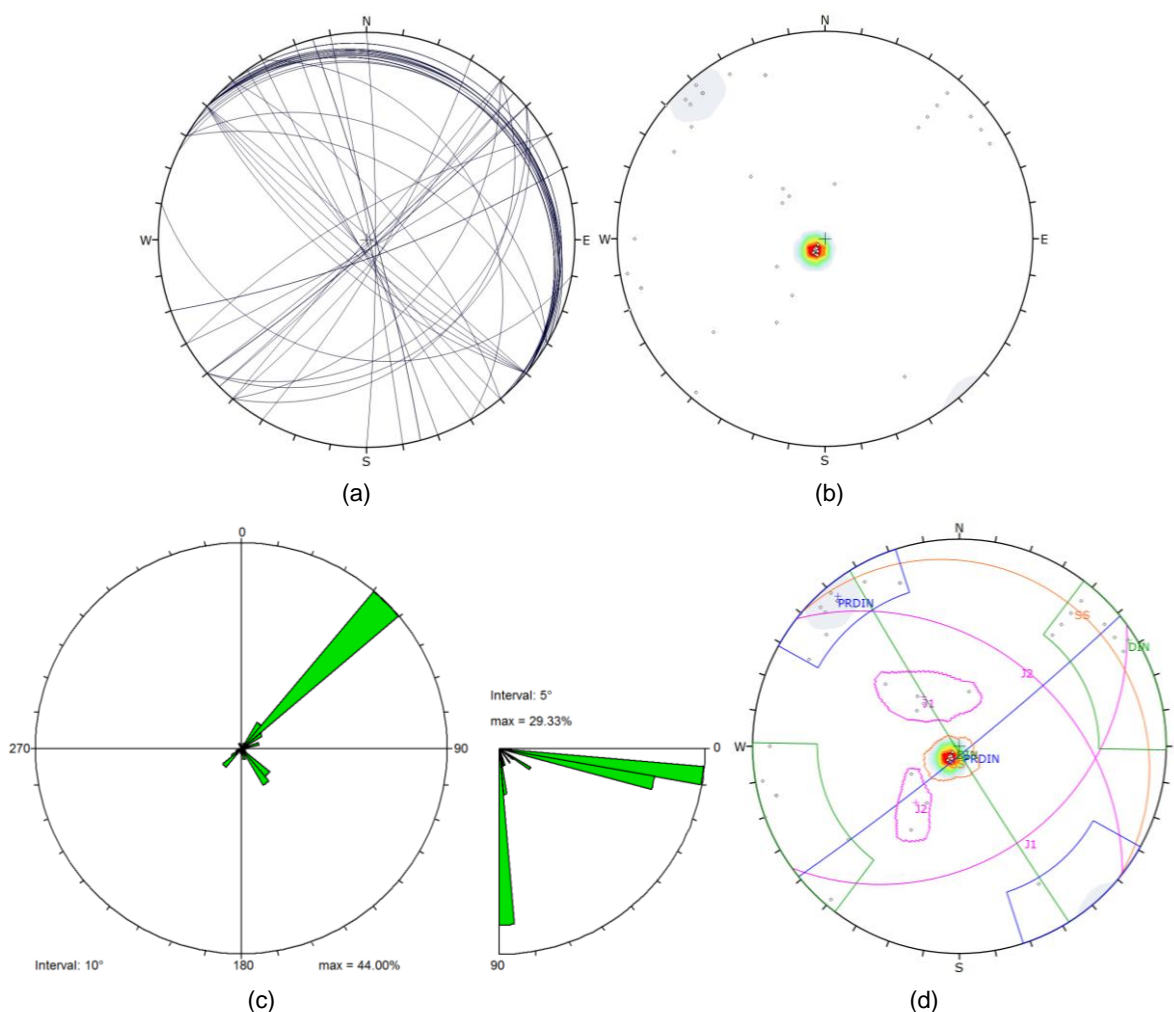 N
W
E
S
(a)
N
W
E
S
(b)
0
270
90
180
Interval: 10°
max = 44.00%
Interval: 5°
max = 29.33%
0
90
(c)
N
W
E
S
PRDIN
SS
DIN
J2
J1
PRDIN
J2
J1
(d)